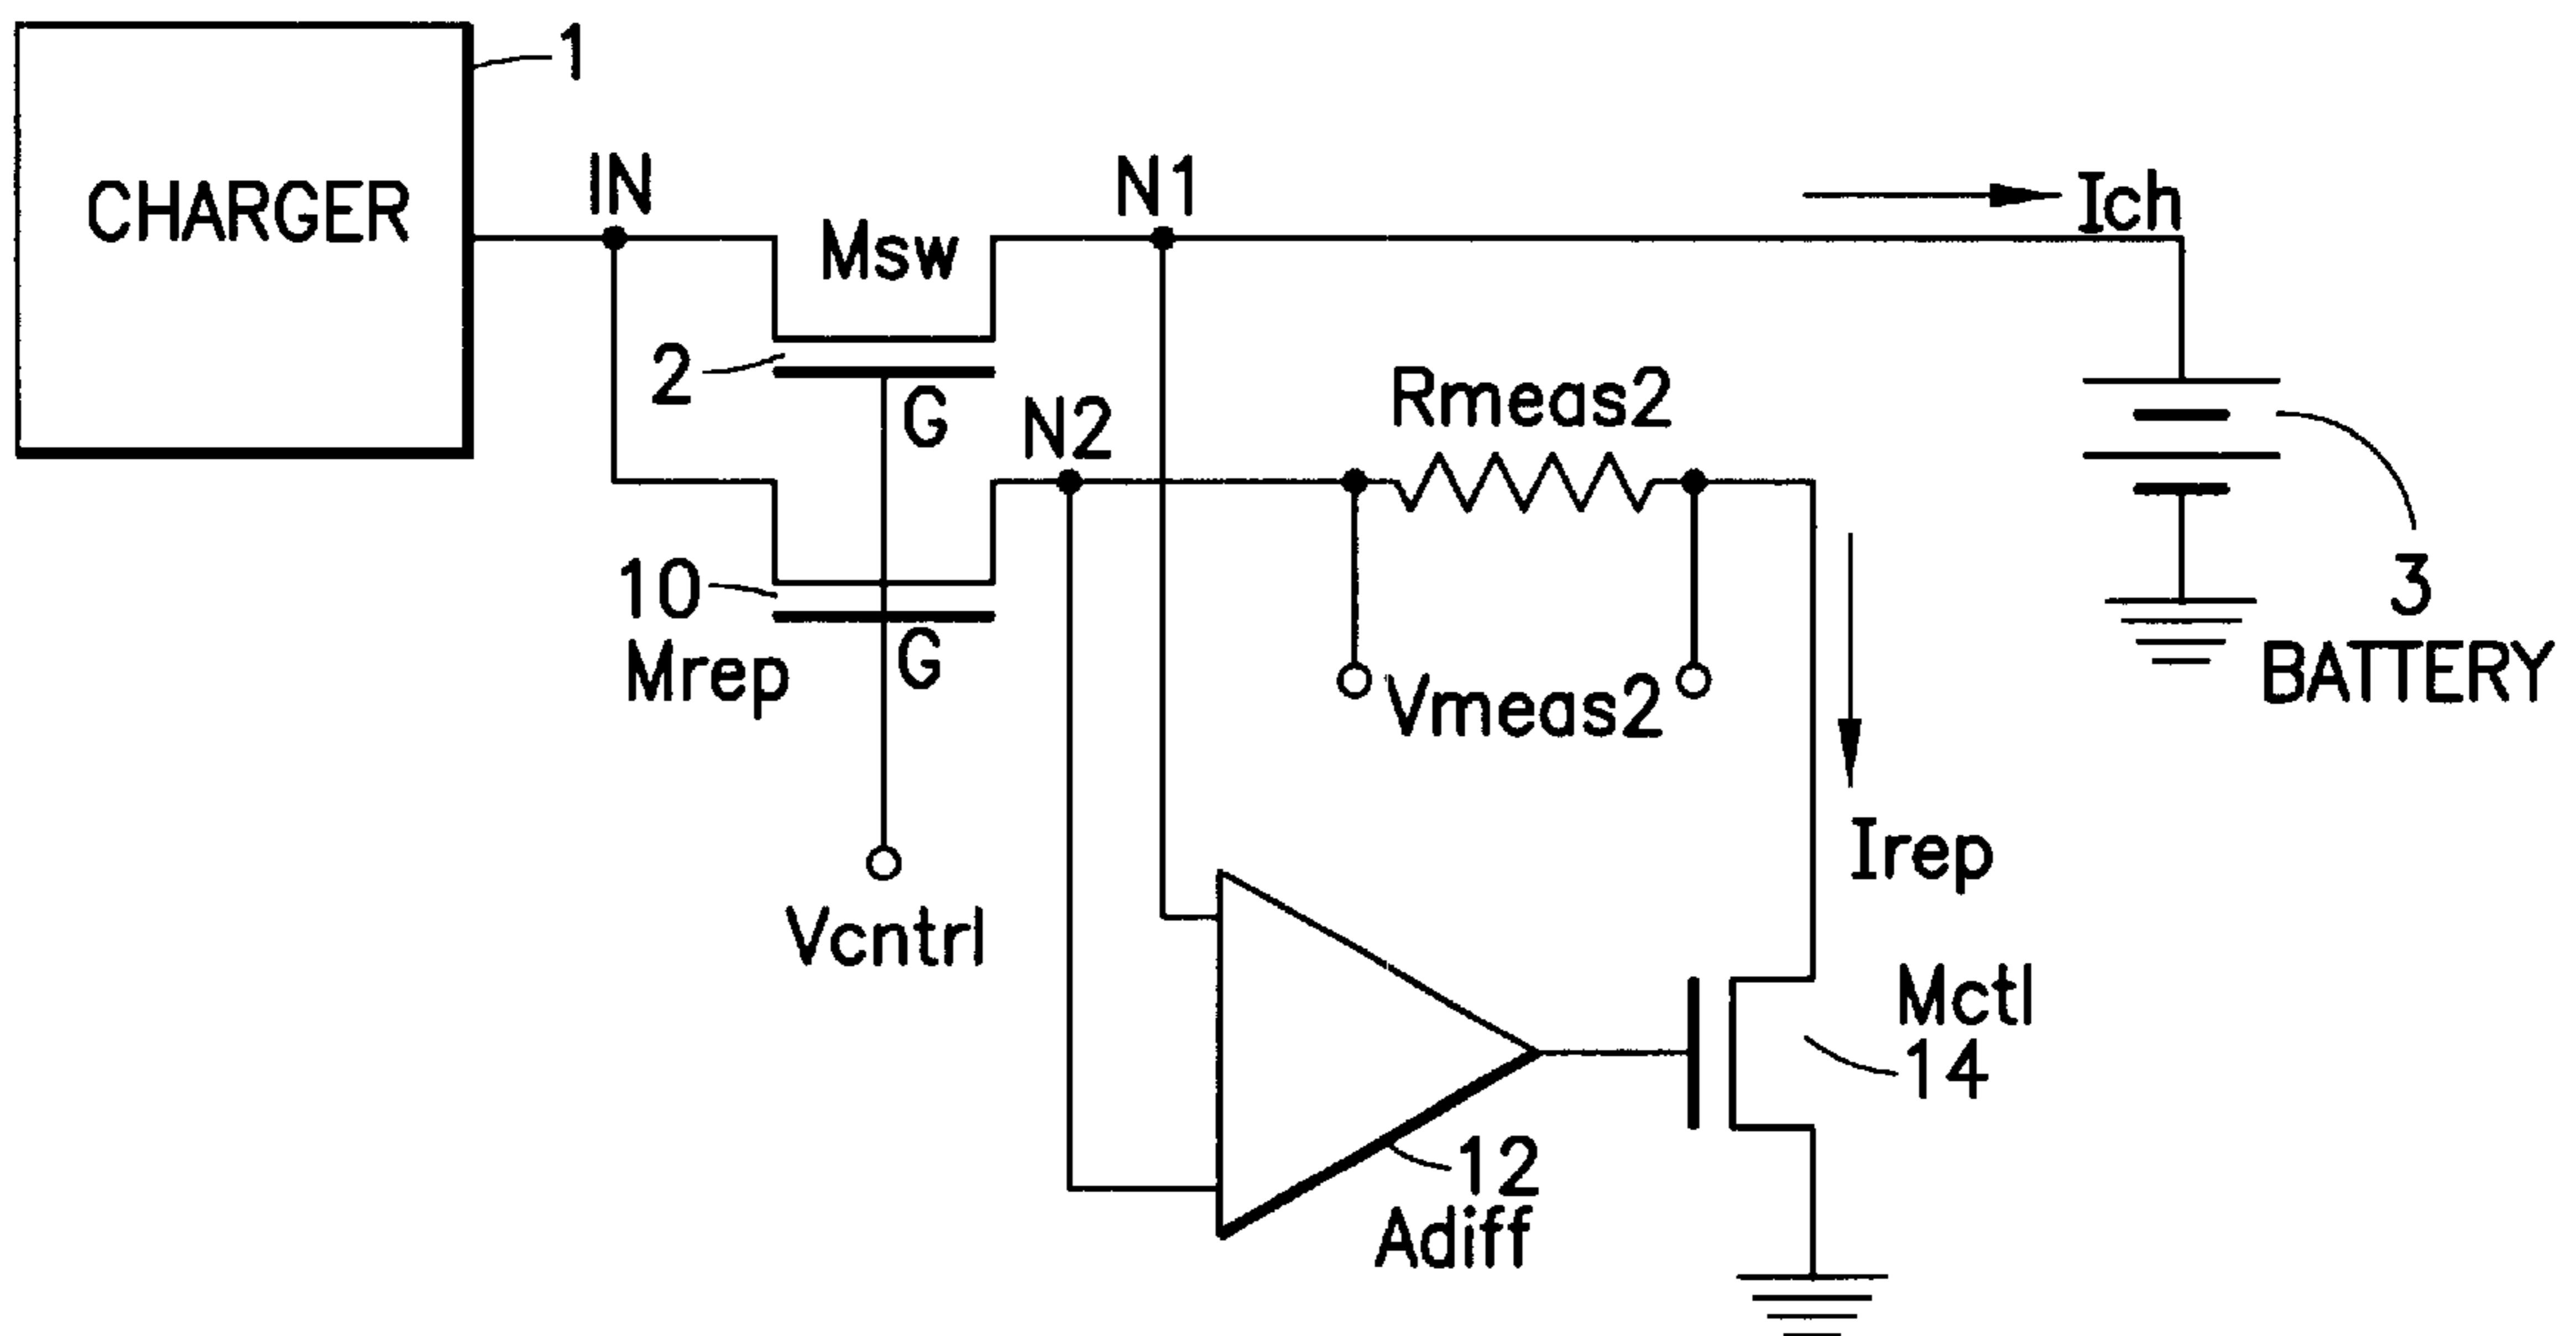 1
CHARGER
IN
Msw
N1
Ich
2
G
N2
Rmeas2
10
Mrep
G
Vmeas2
3
BATTERY
Vcntrl
Irep
Mctl
14
12
Adiff